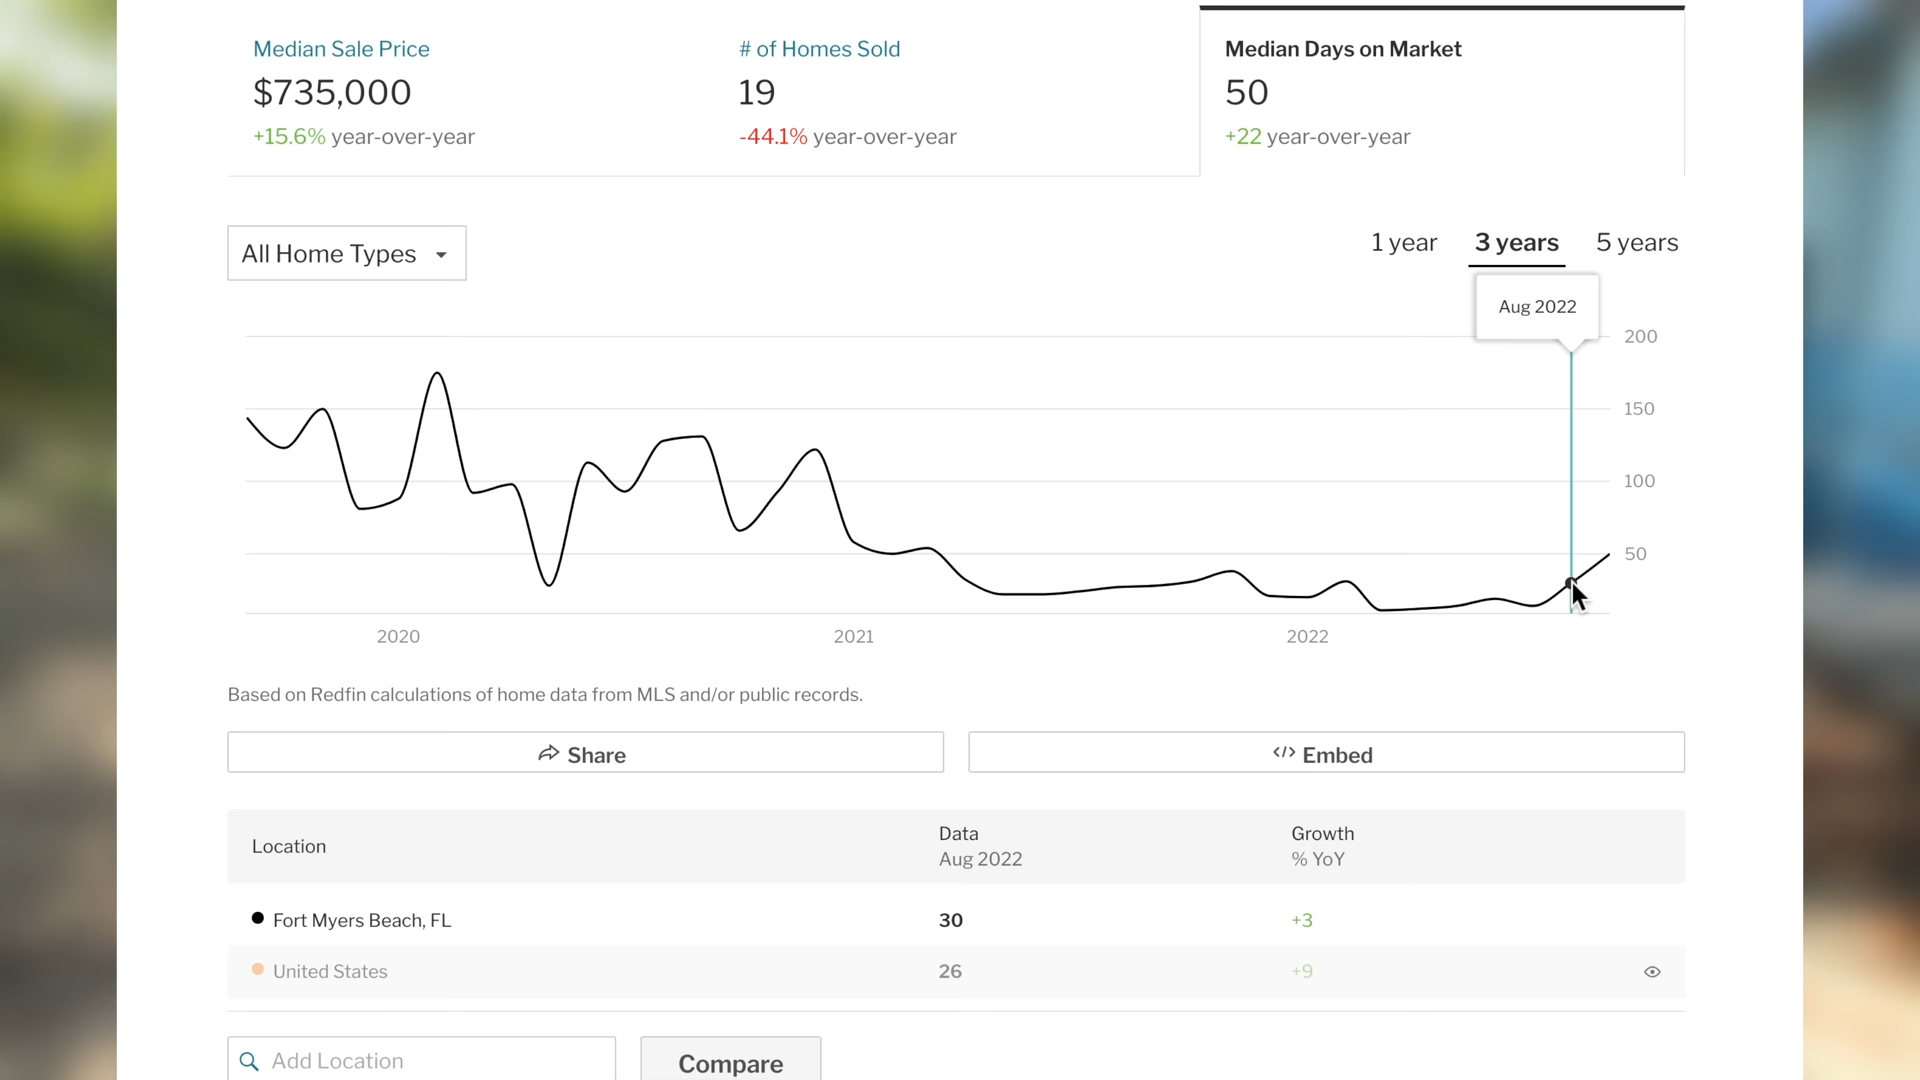 Median Sale Price
$735,000
+15.6% year-over-year
# of Homes Sold
19
-44.1% year-over-year
Median Days on Market
50
+22 year-over-year
All Home Types
1 year 3 years 5 years
Aug 2022
200
150
100
50
2020 2021 2022
Based on Redfin calculations of home data from MLS and/or public records.
Share
</> Embed
Location
Data
Aug 2022
Growth
% YoY
Fort Myers Beach, FL 30 +3
United States 26 +9
Add Location
Compare